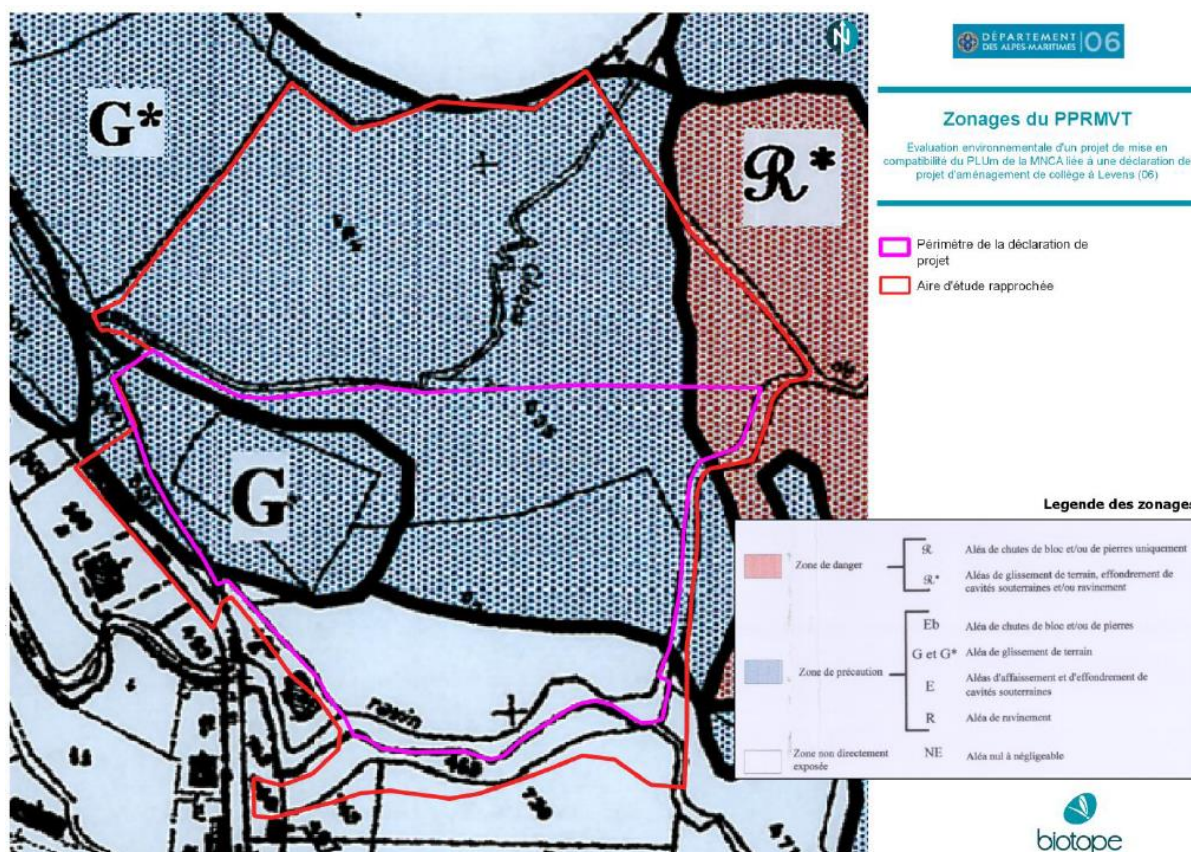 DÉPARTEMENT
DES ALPES-MARITIMES
06
Zonages du PPRMVT
Évaluation environnementale d'un projet de mise en
compatibilité du PLUm de la MNCA liée à une déclaration de
projet d'aménagement de collège à Levens (06)
Périmètre de la déclaration de
projet
Aire d'étude rapprochée
N
G*
R*
G
ravin
Legende des zonages
Zone de danger
R
Aléa de chutes de bloc et/ou de pierres uniquement
R*
Aléas de glissement de terrain, effondrement de
cavités souterraines et/ou ravinement
Zone de précaution
Eb
Aléa de chutes de bloc et/ou de pierres
G et G*
Aléa de glissement de terrain
E
Aléas d'affaissement et d'effondrement de
cavités souterraines
R
Aléa de ravinement
Zone non directement
exposée
NE
Aléa nul à négligeable
biotope